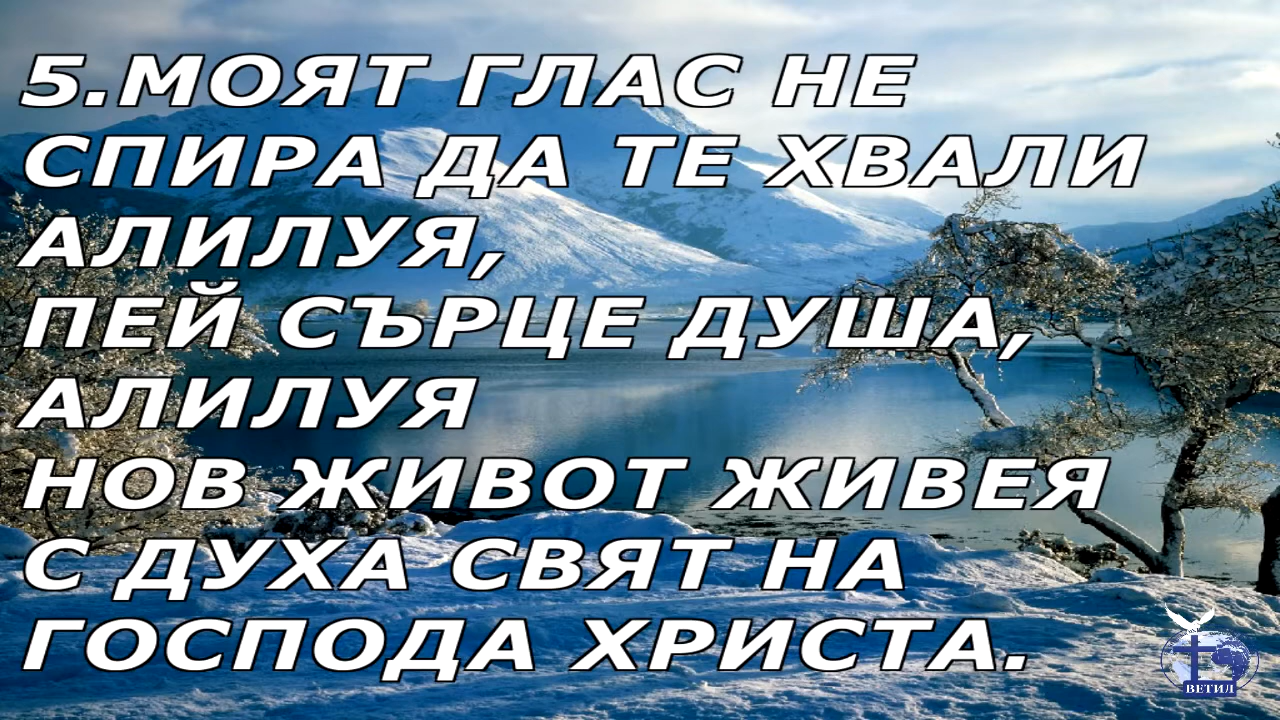 5.МОЯТ ГЛАС НЕ
СПИРА ДА ТЕ ХВАЛИ
АЛИЛУЯ,
ПЕЙ СЪРЦЕ ДУША,
АЛИЛУЯ
НОВ ЖИВОТ ЖИВЕЯ
С ДУХА СВЯТ НА
ГОСПОДА ХРИСТА.
ВЕТИЛ